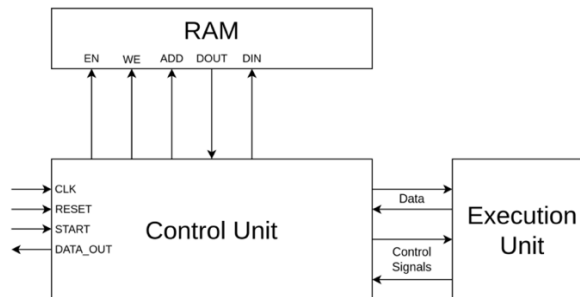 RAM
EN WE ADD DOUT DIN
CLK
RESET
START
DATA_OUT
Control Unit
Data
Control
Signals
Execution
Unit